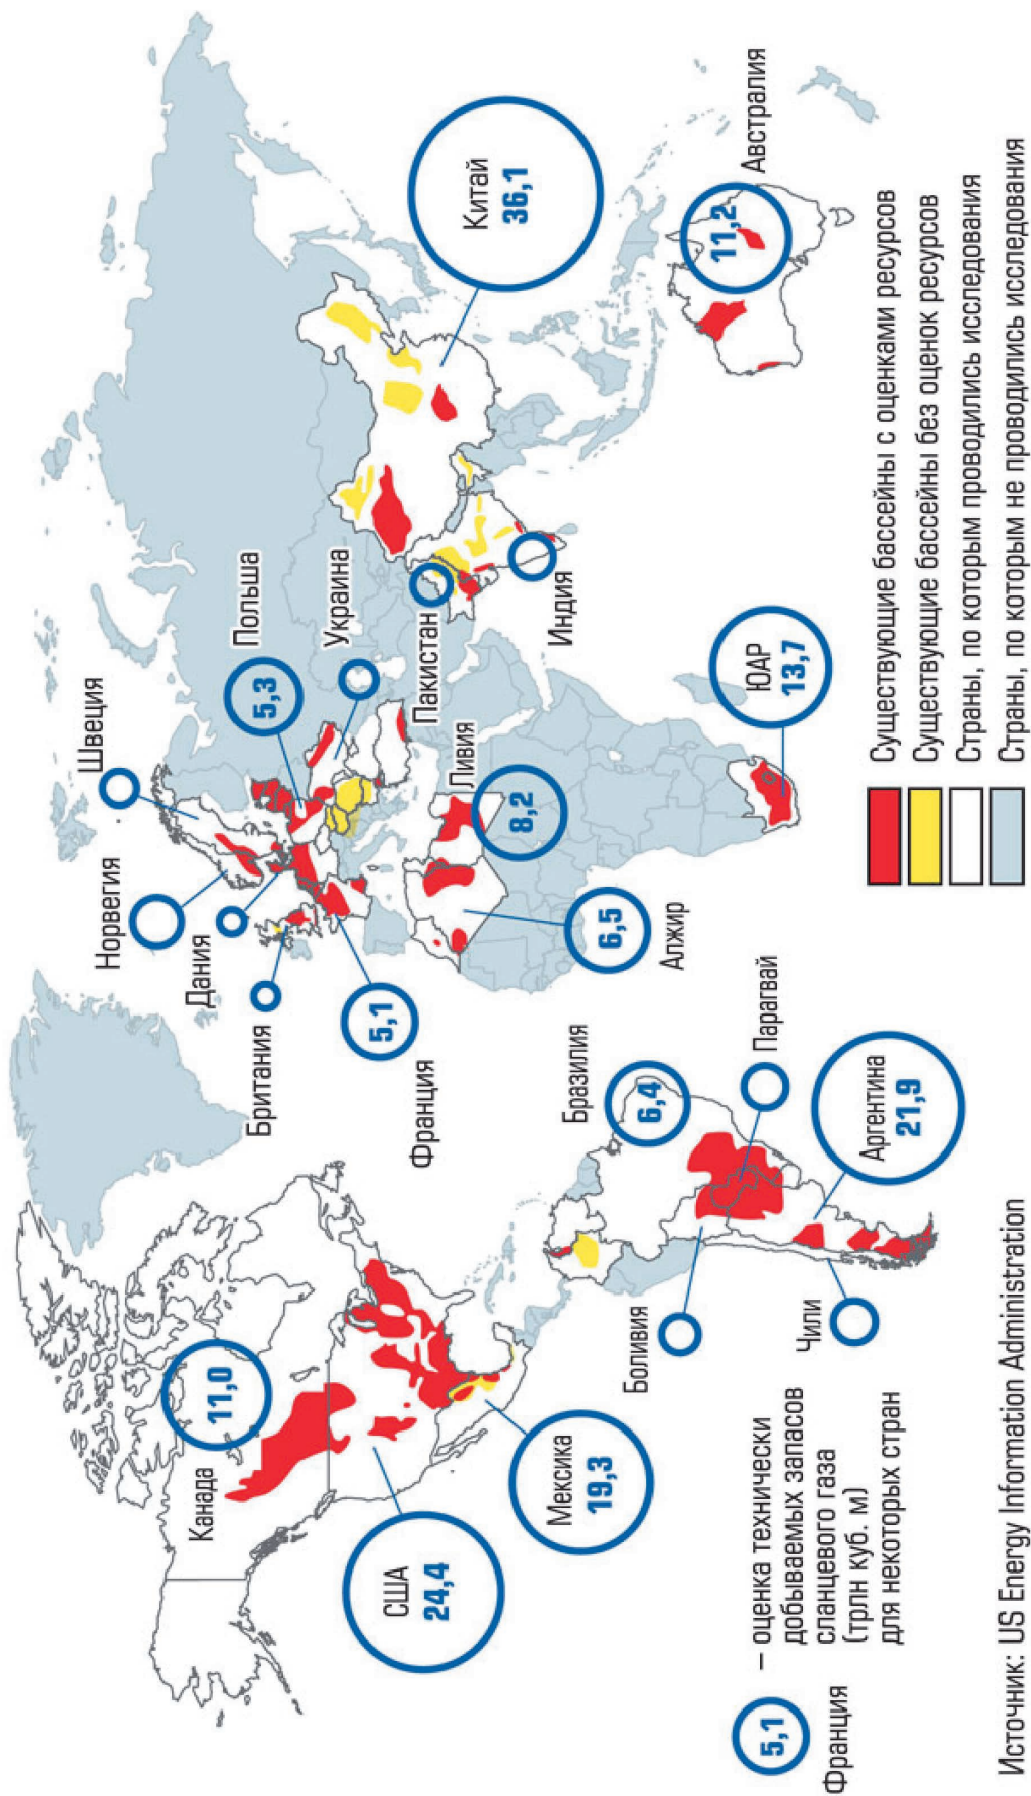 Канада
11,0
США
24,4
Мексика
19,3
Бразилия
6,4
Парагвай
Боливия
Чили
Аргентина
21,9
Норвегия
Швеция
Дания
Британия
5,1
Франция
5,3
Польша
Украина
Пакистан
Ливия
8,2
6,5
Алжир
ЮАР
13,7
Индия
Китай
36,1
11,2
Австралия
5,1
Франция
– оценка технически
добываемых запасов
сланцевого газа
(трлн куб. м)
для некоторых стран
Существующие бассейны с оценками ресурсов
Существующие бассейны без оценок ресурсов
Страны, по которым проводились исследования
Страны, по которым не проводились исследования
Источник: US Energy Information Administration